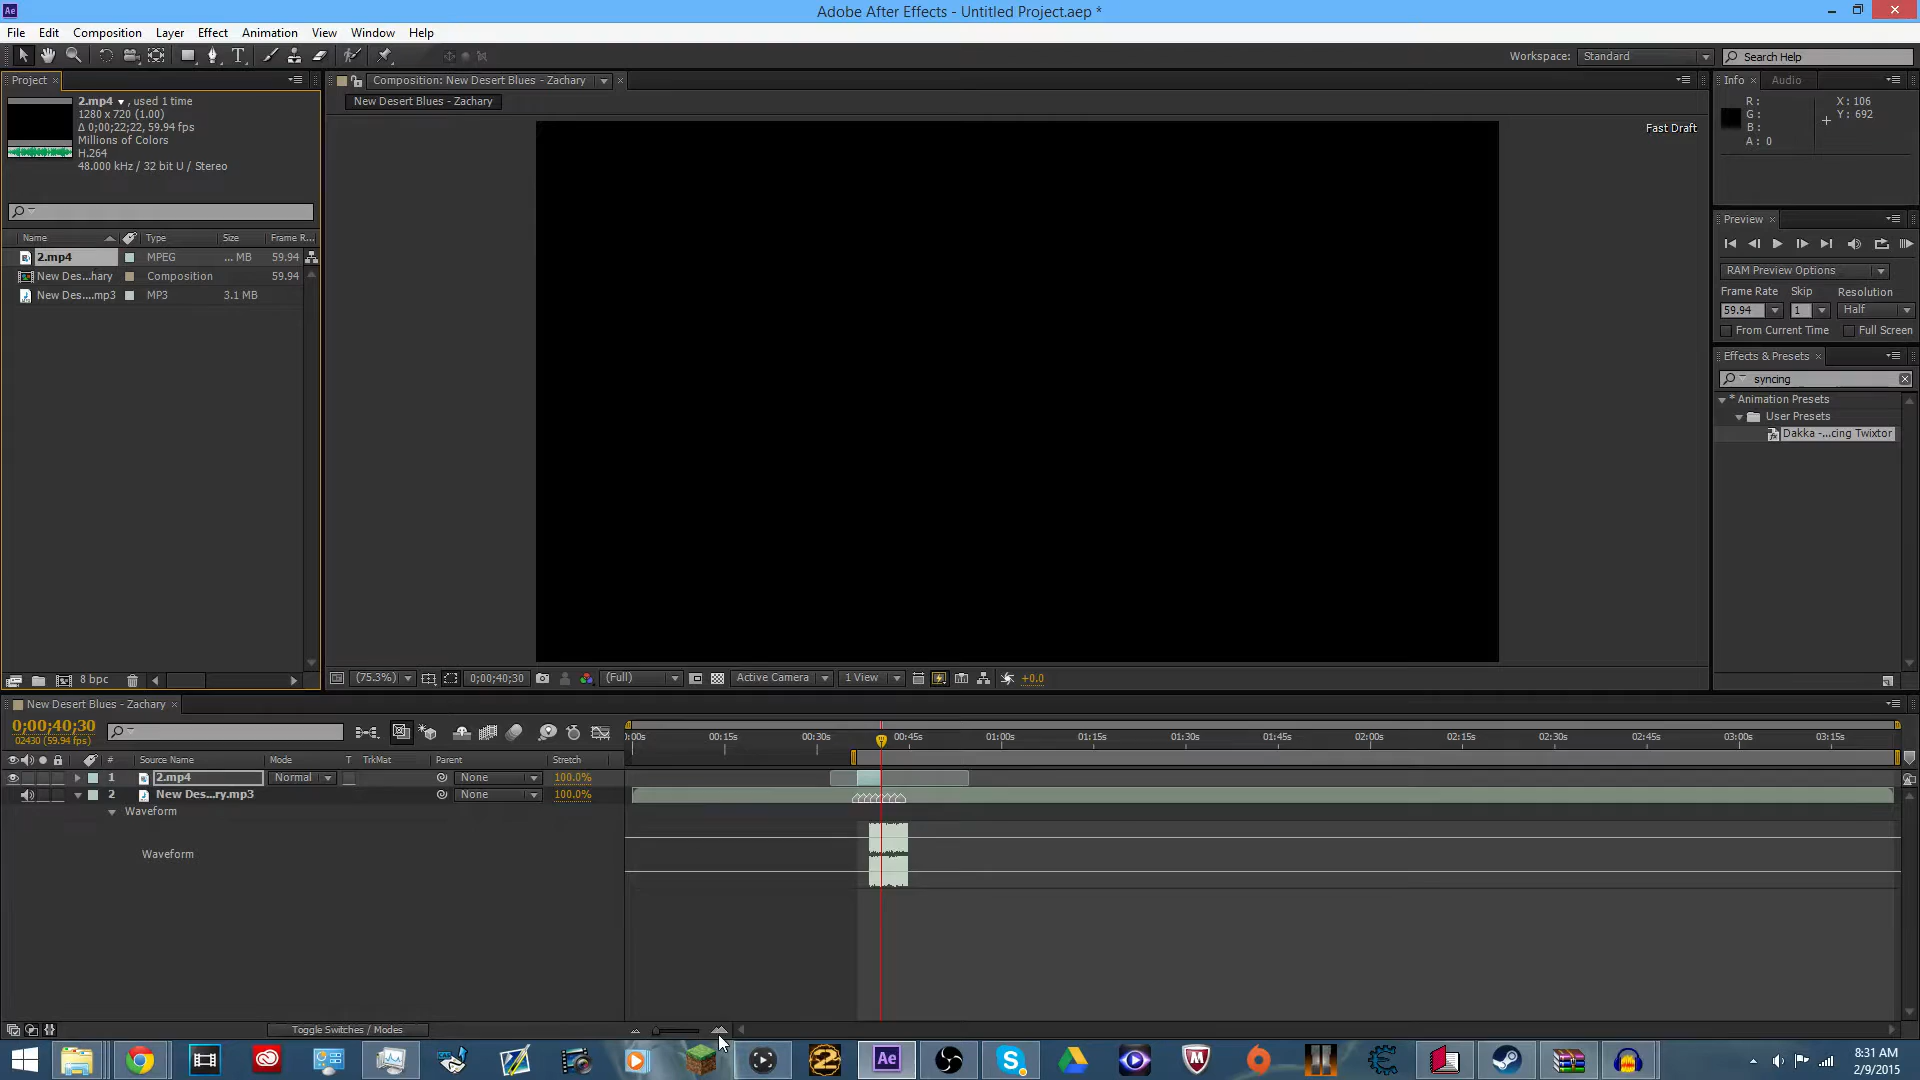 Ae
Adobe After Effects - Untitled Project.aep *
File Edit Composition Layer Effect Animation View Window Help
T
Workspace: Standard
Search Help
Project
Composition: New Desert Blues - Zachary
New Desert Blues - Zachary
2.mp4 , used 1 time
1280 x 720 (1.00)
Δ 0;00;22;22, 59.94 fps
Millions of Colors
H.264
48.000 kHz / 32 bit U / Stereo
Fast Draft
Info Audio
R :
G :
B :
A : 0
X : 106
Y : 692
Name Type Size Frame R...
2.mp4 MPEG ... MB 59.94
New Des...hary Composition 59.94
New Des....mp3 MP3 3.1 MB
Preview
RAM Preview Options
Frame Rate Skip Resolution
59.94 1 Half
From Current Time Full Screen
Effects & Presets
syncing
* Animation Presets
User Presets
Dakka -...cing Twixtor
8 bpc
(75.3%) 0;00;40;30 (Full) Active Camera 1 View +0.0
New Desert Blues - Zachary
0;00;40;30
02430 (59.94 fps)
):00s 00:15s 00:30s 00:45s 01:00s 01:15s 01:30s 01:45s 02:00s 02:15s 02:30s 02:45s 03:00s 03:15s
# Source Name Mode T TrkMat Parent Stretch
1 2.mp4 Normal None 100.0%
2 New Des...ry.mp3 None 100.0%
Waveform
Waveform
Toggle Switches / Modes
Ae
8:31 AM
2/9/2015